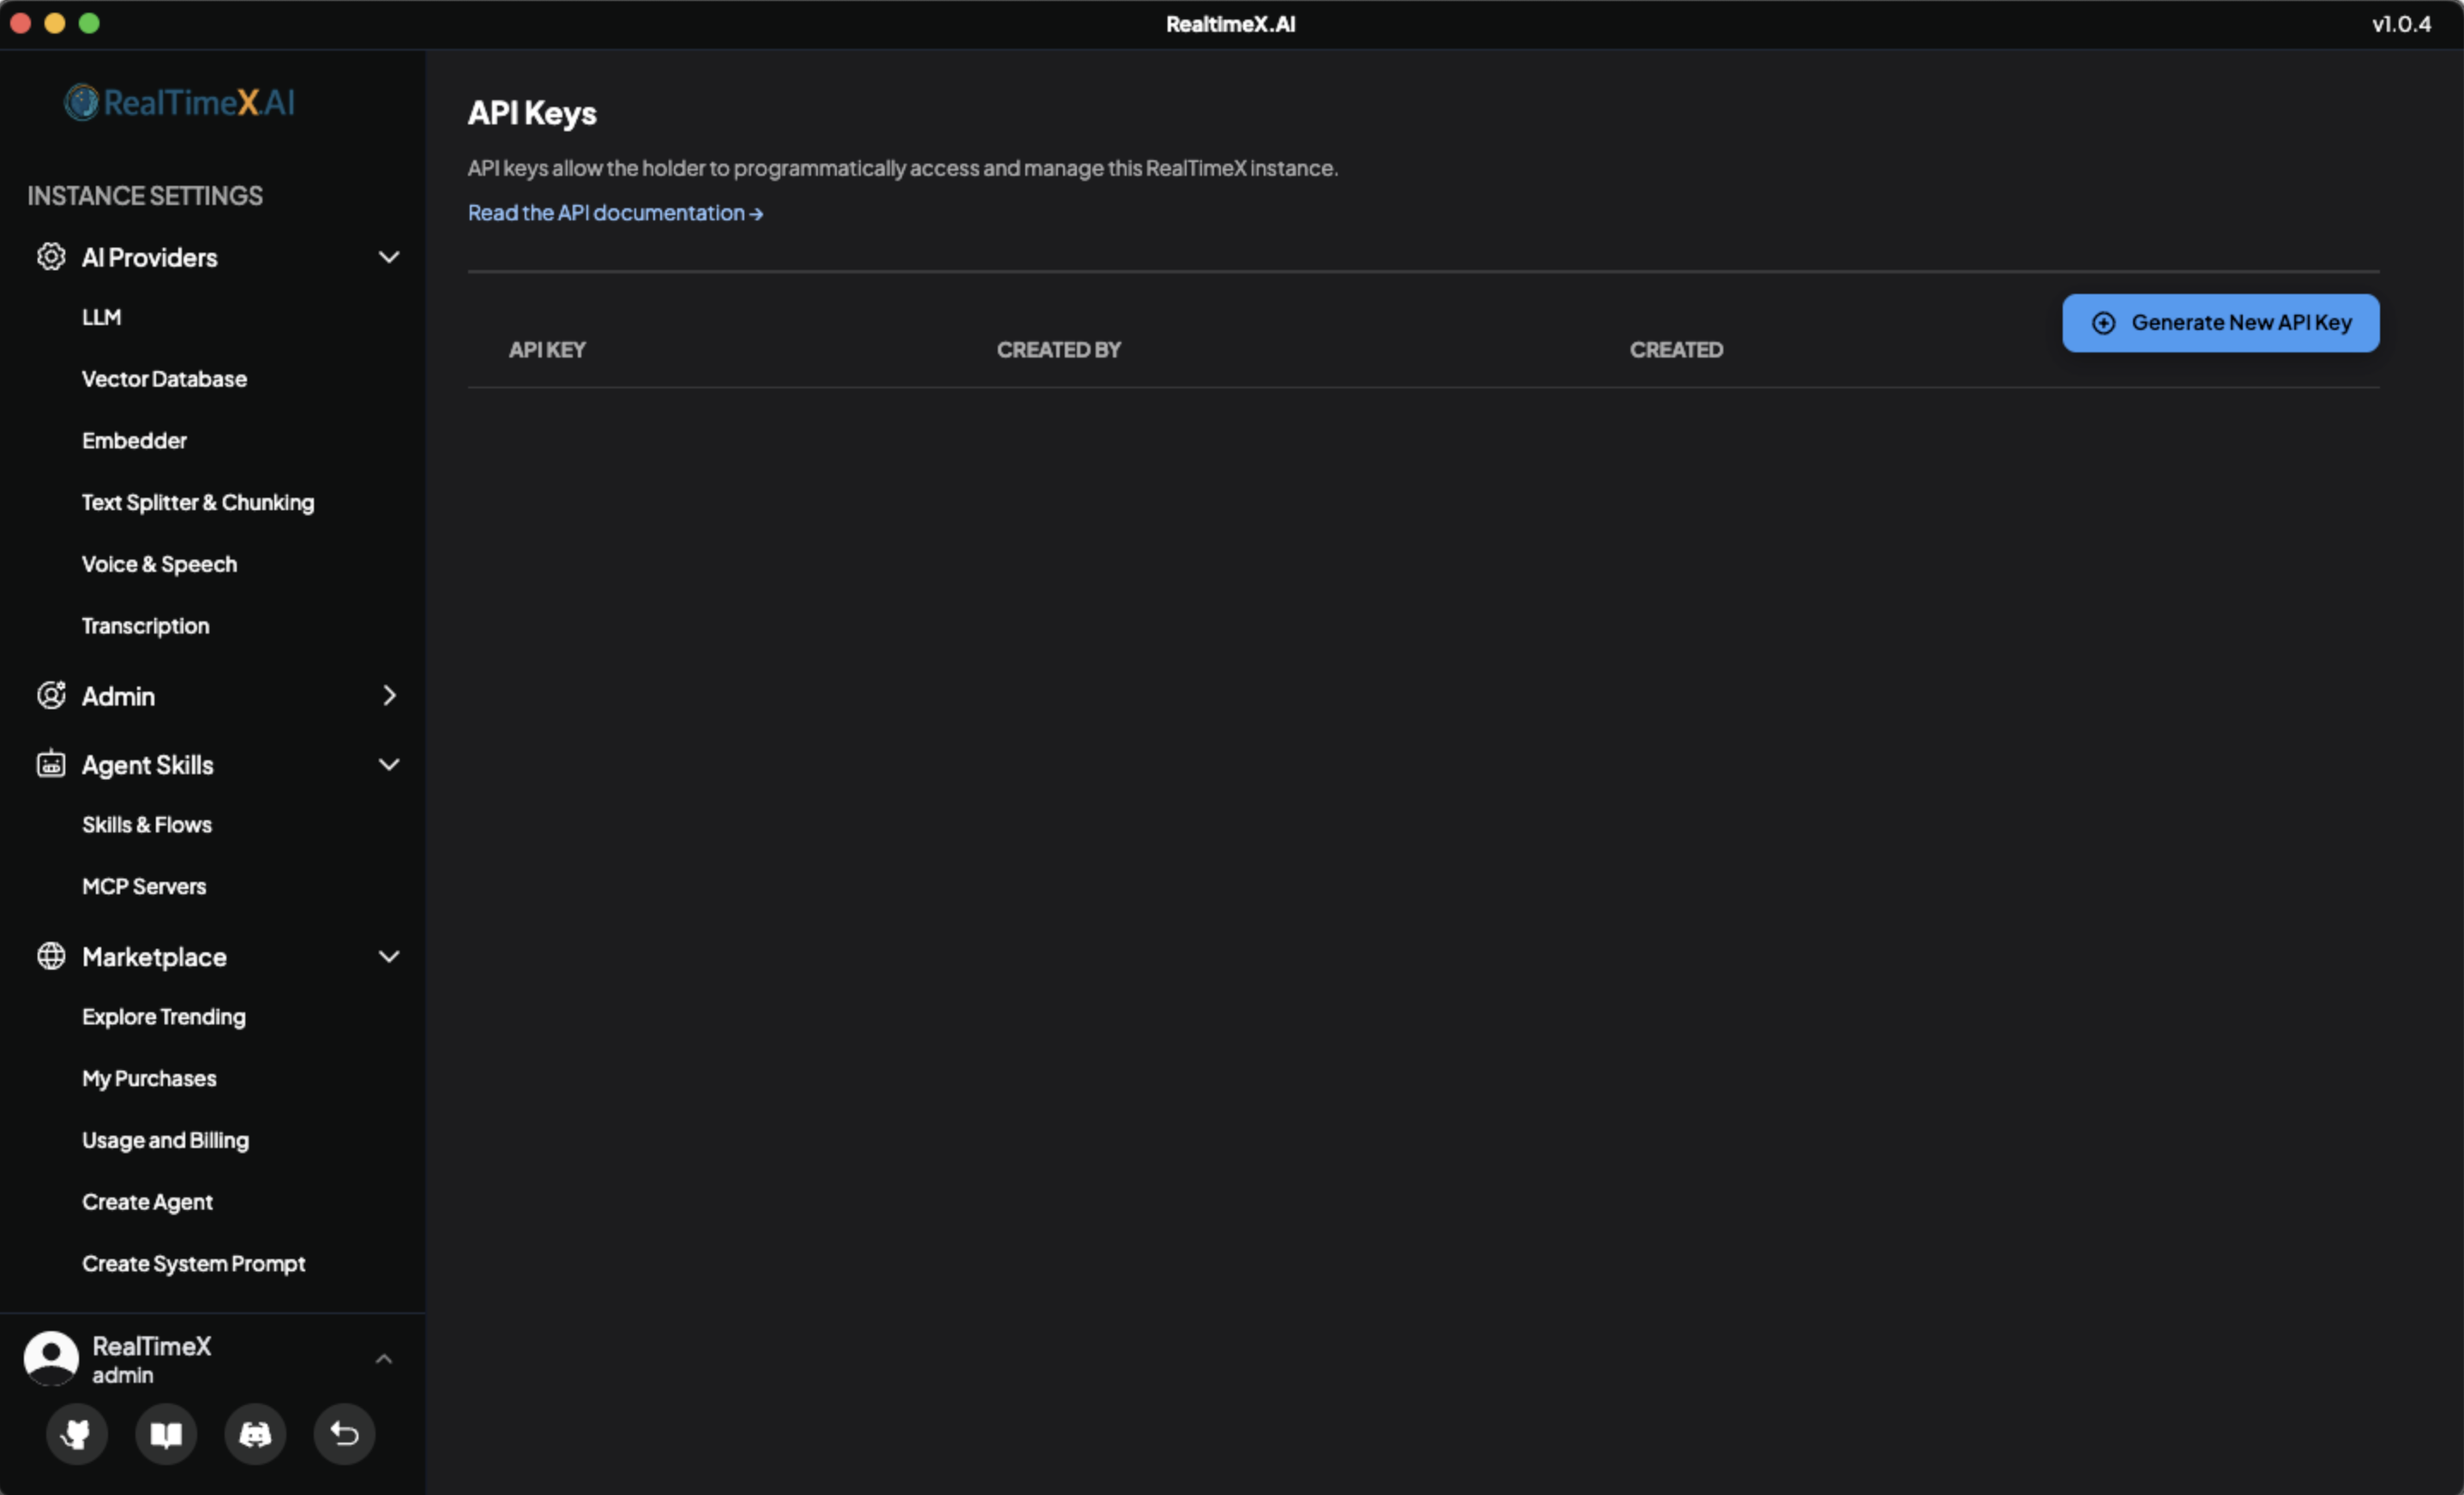 RealtimeX.AI
v1.0.4
RealTimeX.AI
INSTANCE SETTINGS
AI Providers
LLM
Vector Database
Embedder
Text Splitter & Chunking
Voice & Speech
Transcription
Admin
Agent Skills
Skills & Flows
MCP Servers
Marketplace
Explore Trending
My Purchases
Usage and Billing
Create Agent
Create System Prompt
RealTimeX
admin
API Keys
API keys allow the holder to programmatically access and manage this RealTimeX instance.
Read the API documentation →
Generate New API Key
API KEY CREATED BY CREATED